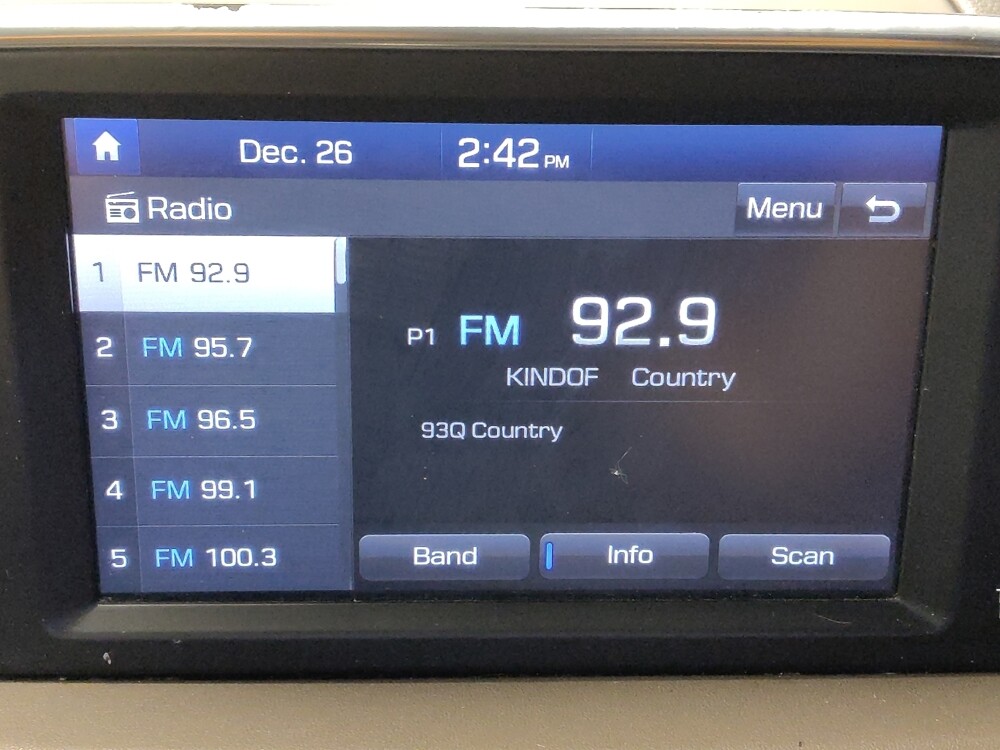 Dec. 26 2:42 PM
Radio Menu
1 FM 92.9
2 FM 95.7
3 FM 96.5
4 FM 99.1
5 FM 100.3
P1 FM 92.9
KINDOF Country
93Q Country
Band Info Scan